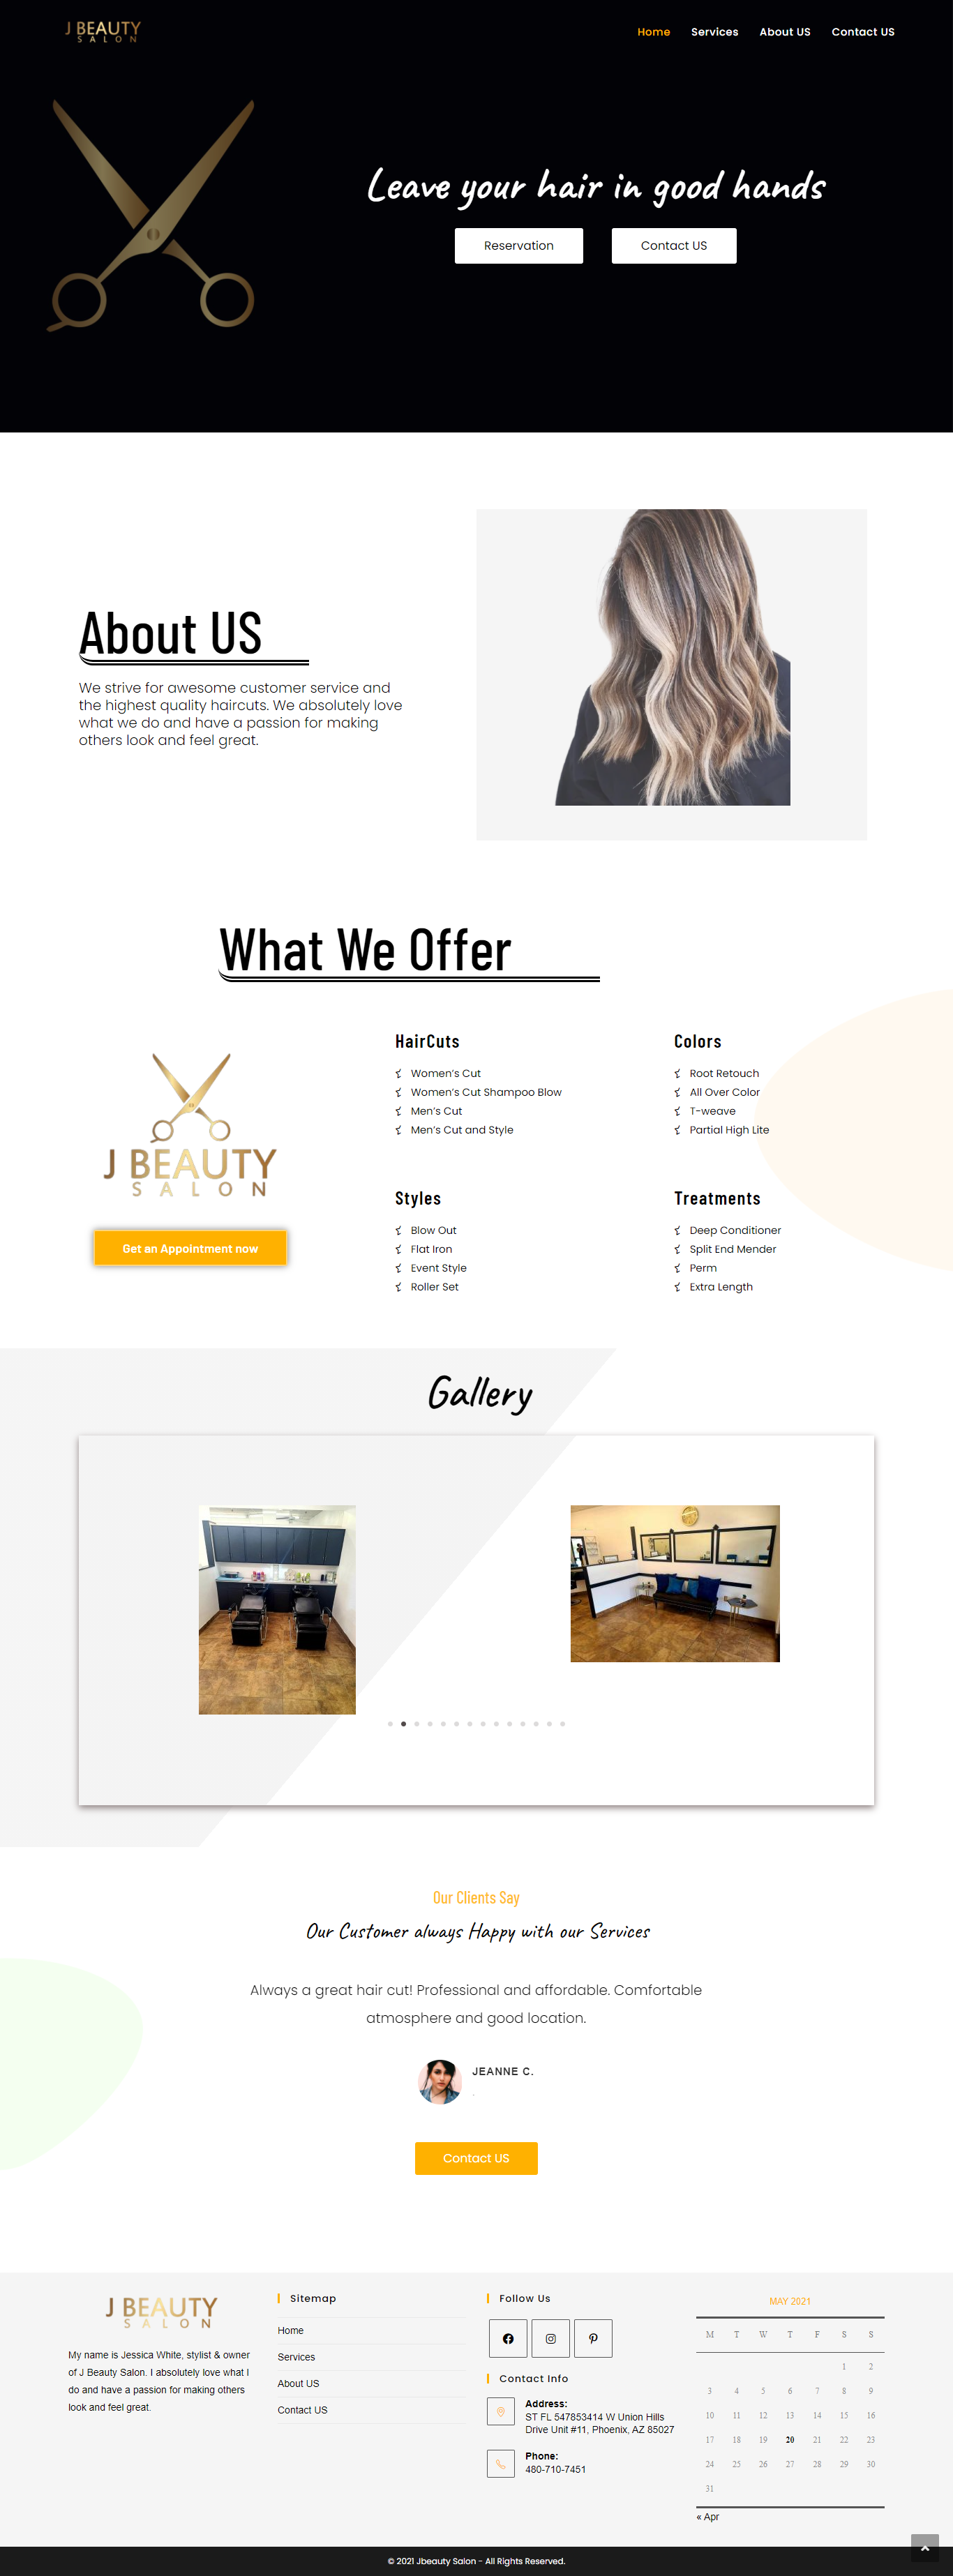 J BEAUTY
SALON
Home Services About US Contact US
Leave your hair in good hands
Reservation Contact US
About US
We strive for awesome customer service and
the highest quality haircuts. We absolutely love
what we do and have a passion for making
others look and feel great.
What We Offer
J BEAUTY
SALON
Get an Appointment now
HairCuts
Women’s Cut
Women’s Cut Shampoo Blow
Men’s Cut
Men’s Cut and Style
Colors
Root Retouch
All Over Color
T-weave
Partial High Lite
Styles
Blow Out
Flat Iron
Event Style
Roller Set
Treatments
Deep Conditioner
Split End Mender
Perm
Extra Length
Gallery
Our Clients Say
Our Customer always Happy with our Services
Always a great hair cut! Professional and affordable. Comfortable
atmosphere and good location.
JEANNE C.
.
Contact US
J BEAUTY
SALON
My name is Jessica White, stylist & owner
of J Beauty Salon. I absolutely love what I
do and have a passion for making others
look and feel great.
Sitemap
Home
Services
About US
Contact US
Follow Us
Contact Info
Address:
ST FL 547853414 W Union Hills
Drive Unit #11, Phoenix, AZ 85027
Phone:
480-710-7451
MAY 2021
M T W T F S S
1 2
3 4 5 6 7 8 9
10 11 12 13 14 15 16
17 18 19 20 21 22 23
24 25 26 27 28 29 30
31
« Apr
© 2021 Jbeauty Salon - All Rights Reserved.